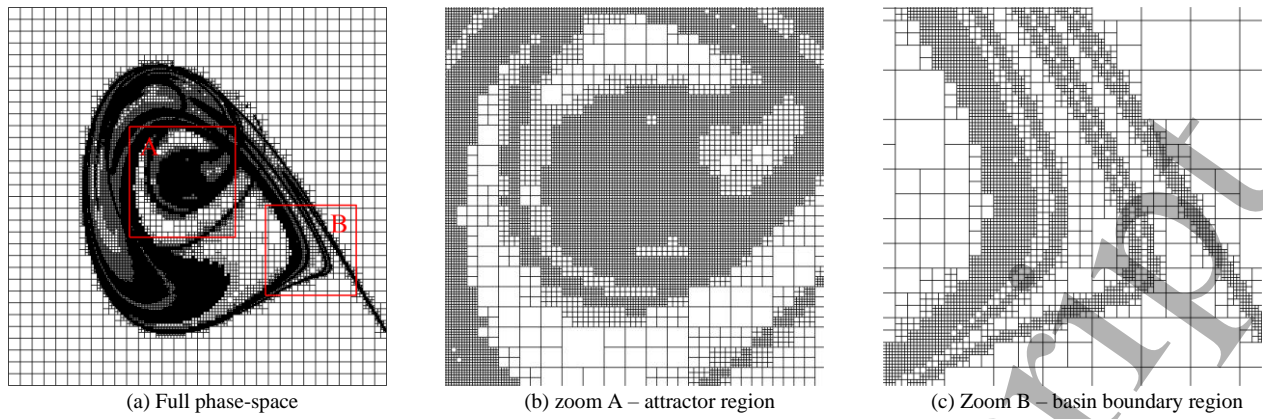 A
B
(a) Full phase-space
(b) zoom A – attractor region
(c) Zoom B – basin boundary region